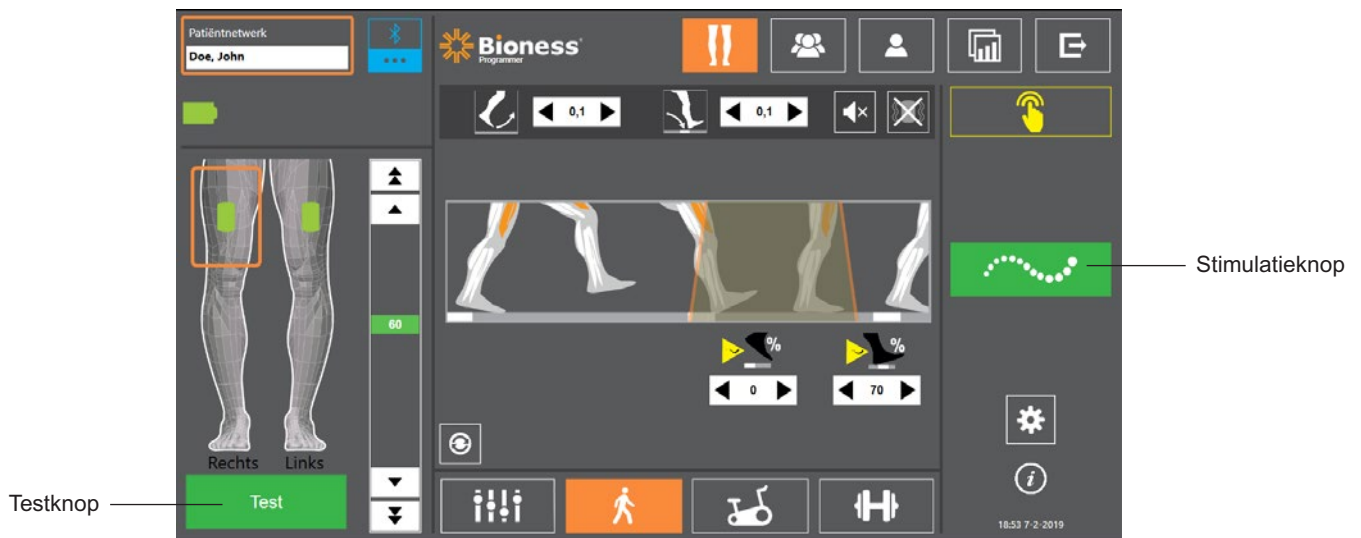 Patiëntnetwerk
Doe, John
Bioness
Programmer
0,1
0,1
60
Rechts Links
Test
%
%
0
70
i
18:53 7-2-2019
Testknop
Stimulatieknop